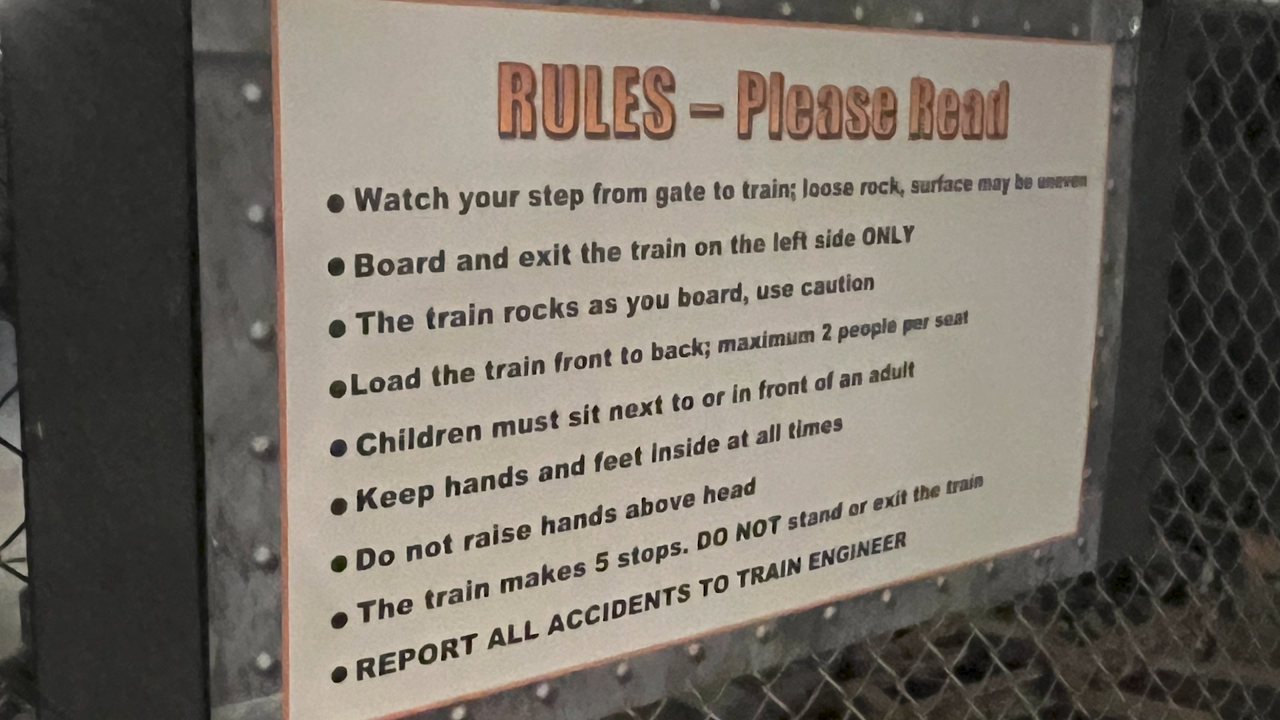 RULES – Please Read
● Watch your step from gate to train; loose rock, surface may be uneven
● Board and exit the train on the left side ONLY
● The train rocks as you board, use caution
●Load the train front to back; maximum 2 people per seat
● Children must sit next to or in front of an adult
● Keep hands and feet inside at all times
● Do not raise hands above head
● The train makes 5 stops. DO NOT stand or exit the train
● REPORT ALL ACCIDENTS TO TRAIN ENGINEER